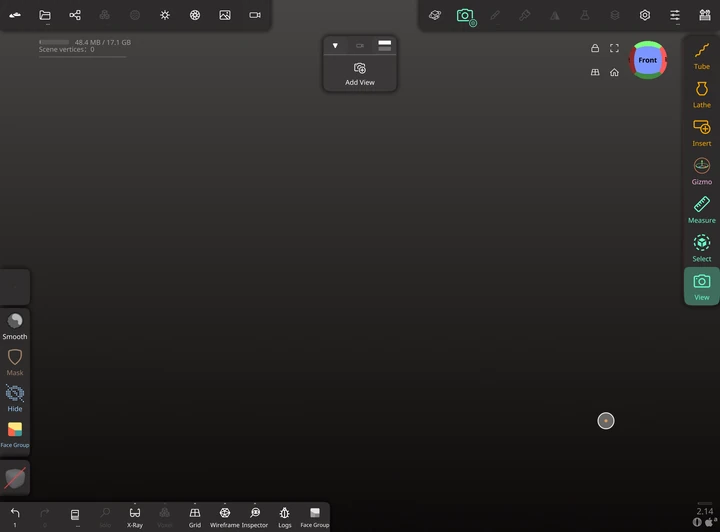 48.4 MB / 17.1 GB
Scene vertices: 0
Add View
Front
Tube
Lathe
Insert
Gizmo
Measure
Select
View
Smooth
Mask
Hide
Face Group
1
...
X-Ray
Grid
Wireframe
Inspector
Logs
Face Group
2.14